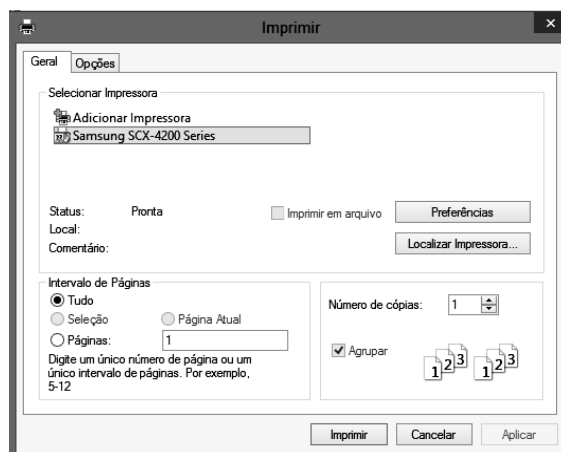 Imprimir
Geral Opções
Selecionar Impressora
Adicionar Impressora
Samsung SCX-4200 Series
Status: Pronta
Imprimir em arquivo
Preferências
Local:
Comentário:
Localizar Impressora...
Intervalo de Páginas
Tudo
Seleção Página Atual
Páginas: 1
Digite um único número de página ou um
único intervalo de páginas. Por exemplo,
5-12
Número de cópias: 1
Agrupar
1 2 3 1 2 3
Imprimir Cancelar Aplicar